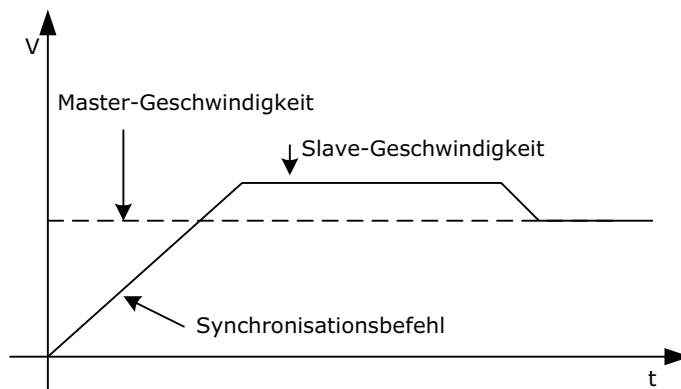 V
Master-Geschwindigkeit
Slave-Geschwindigkeit
Synchronisationsbefehl
t